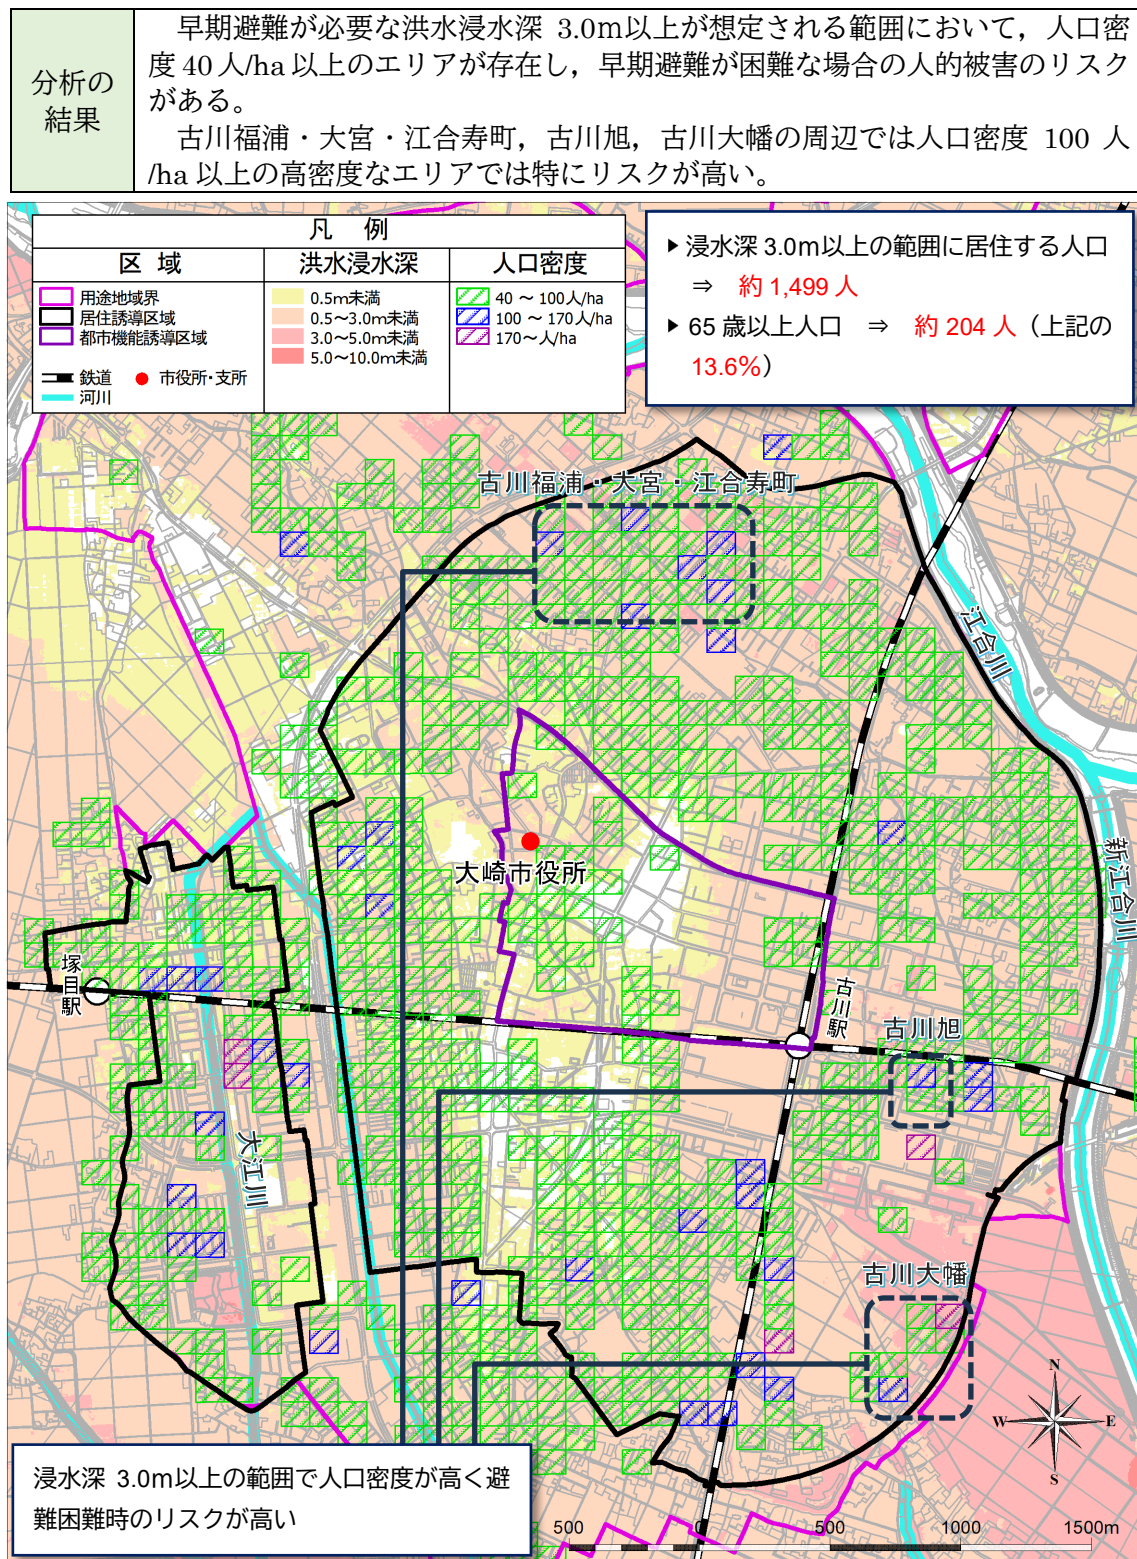 分析の
結果
早期避難が必要な洪水浸水深 3.0m以上が想定される範囲において，人口密
度 40 人/ha 以上のエリアが存在し，早期避難が困難な場合の人的被害のリスク
がある。
古川福浦・大宮・江合寿町，古川旭，古川大幡の周辺では人口密度 100 人
/ha 以上の高密度なエリアでは特にリスクが高い。
凡 例
区 域
洪水浸水深
人口密度
用途地域界
居住誘導区域
都市機能誘導区域
鉄道
市役所・支所
河川
0.5m未満
0.5～3.0m未満
3.0～5.0m未満
5.0～10.0m未満
40 ～ 100人/ha
100 ～ 170人/ha
170～人/ha
▶ 浸水深 3.0m以上の範囲に居住する人口
⇒ 約 1,499 人
▶ 65 歳以上人口 ⇒ 約 204 人（上記の
13.6%）
古川福浦・大宮・江合寿町
江合川
大崎市役所
新江合川
塚目駅
古川駅
古川旭
大江川
古川大幡
N
W
E
S
浸水深 3.0m以上の範囲で人口密度が高く避
難困難時のリスクが高い
500
0
500
1000
1500m